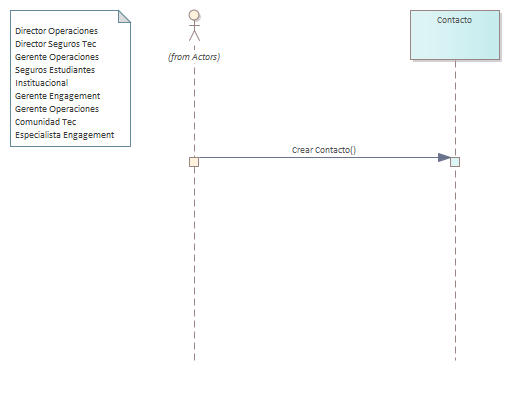 Director Operaciones
Director Seguros Tec
Gerente Operaciones
Seguros Estudiantes
Instituacional
Gerente Engagement
Gerente Operaciones
Comunidad Tec
Especialista Engagement
(from Actors)
Contacto
Crear Contacto()